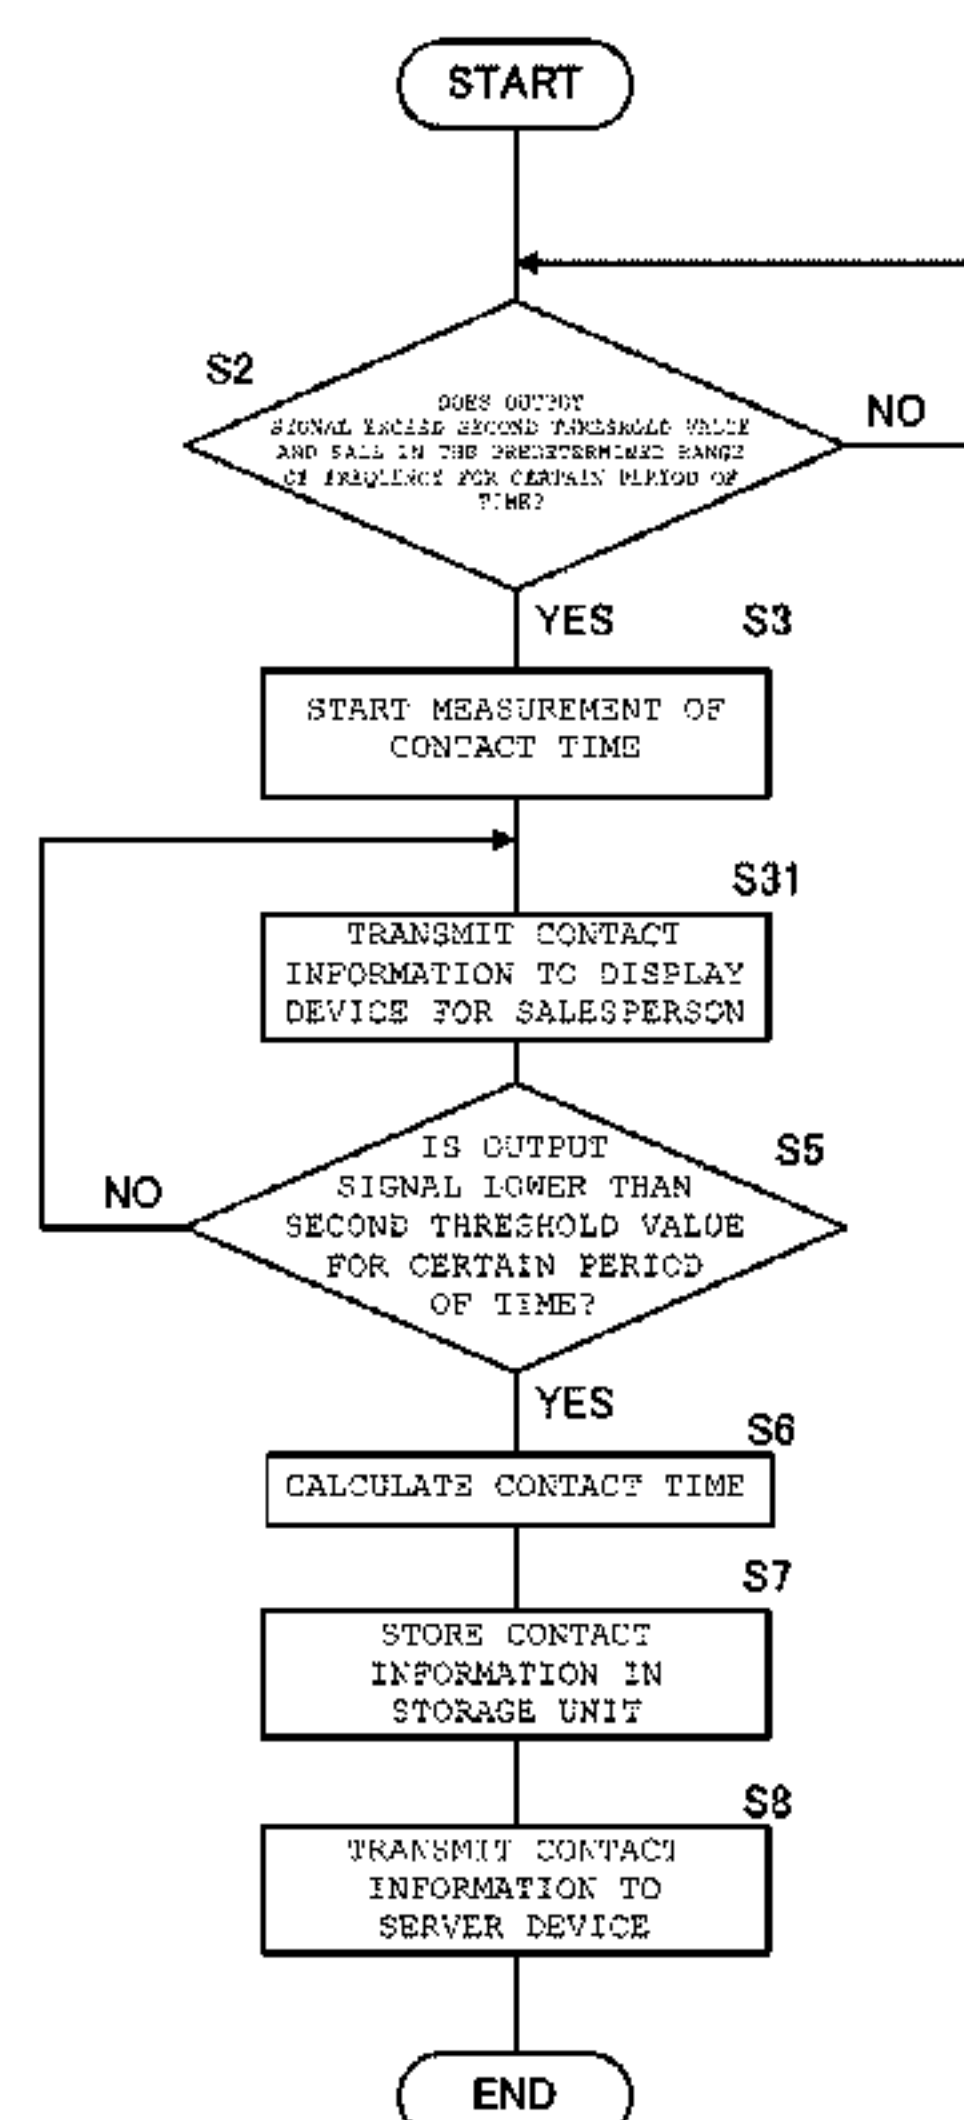 START
S2
DOES OUTPUT
SIGNAL EXCEED SECOND THRESHOLD VALUE
AND FALL IN THE PREDETERMINED RANGE
OF FREQUENCY FOR CERTAIN PERIOD OF
TIME?
NO
YES
S3
START MEASUREMENT OF
CONTACT TIME
S31
TRANSMIT CONTACT
INFORMATION TO DISPLAY
DEVICE FOR SALESPERSON
S5
IS OUTPUT
SIGNAL LOWER THAN
SECOND THRESHOLD VALUE
FOR CERTAIN PERIOD
OF TIME?
NO
YES
S6
CALCULATE CONTACT TIME
S7
STORE CONTACT
INFORMATION IN
STORAGE UNIT
S8
TRANSMIT CONTACT
INFORMATION TO
SERVER DEVICE
END